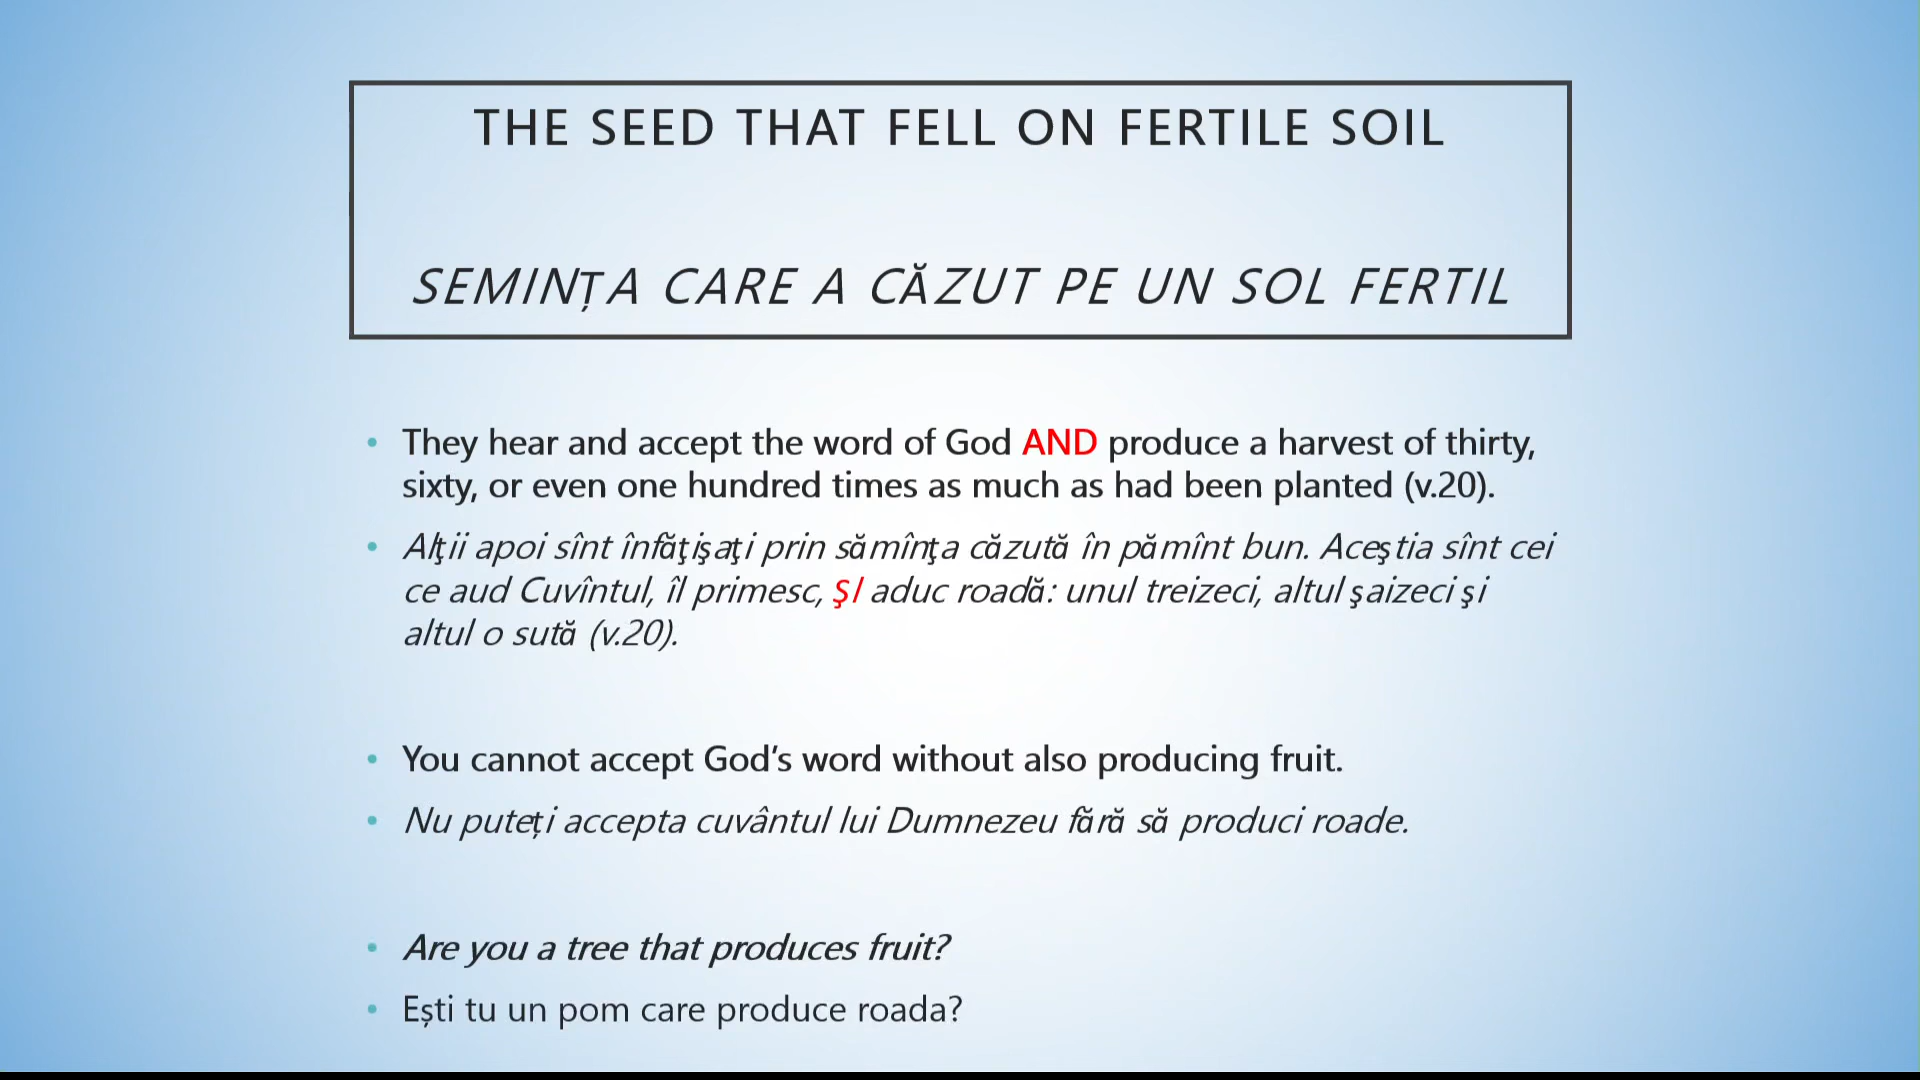 THE SEED THAT FELL ON FERTILE SOIL
SEMINȚA CARE A CĂZUT PE UN SOL FERTIL
• They hear and accept the word of God AND produce a harvest of thirty,
sixty, or even one hundred times as much as had been planted (v.20).
• Alţii apoi sînt înfăţişaţi prin sămînţa căzută în pămînt bun. Aceştia sînt cei
ce aud Cuvîntul, îl primesc, ŞI aduc roadă: unul treizeci, altul şaizeci şi
altul o sută (v.20).
• You cannot accept God's word without also producing fruit.
• Nu puteți accepta cuvântul lui Dumnezeu fără să produci roade.
• Are you a tree that produces fruit?
• Ești tu un pom care produce roada?